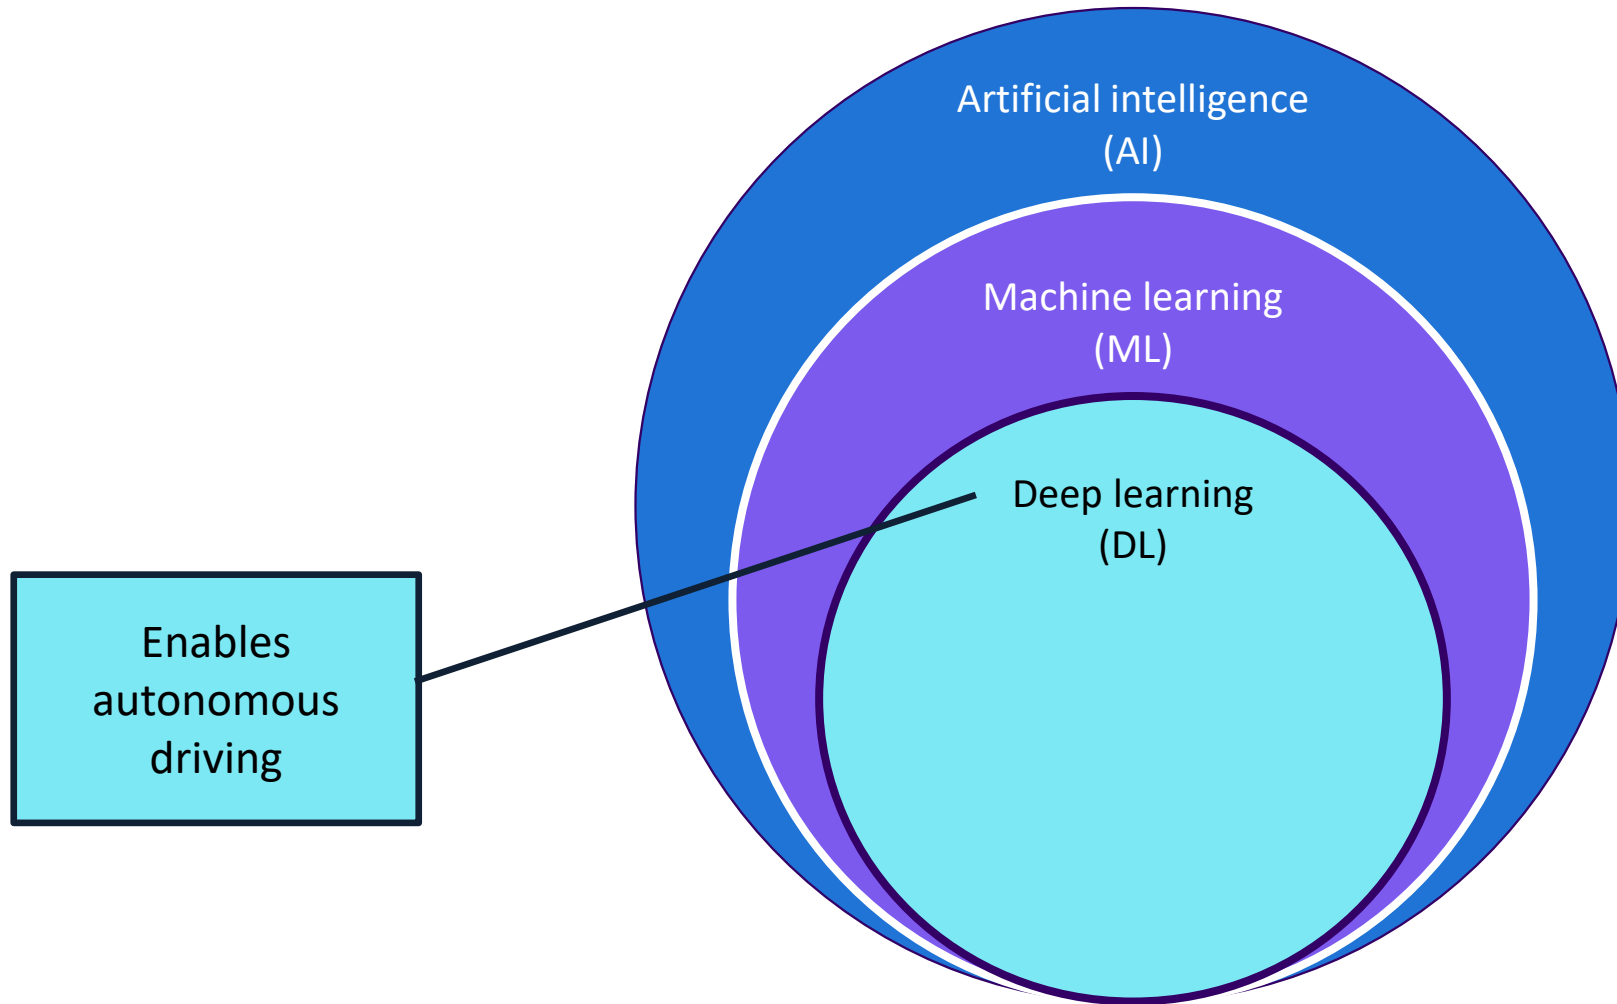 Artificial intelligence
(AI)
Machine learning
(ML)
Deep learning
(DL)
Enables
autonomous
driving